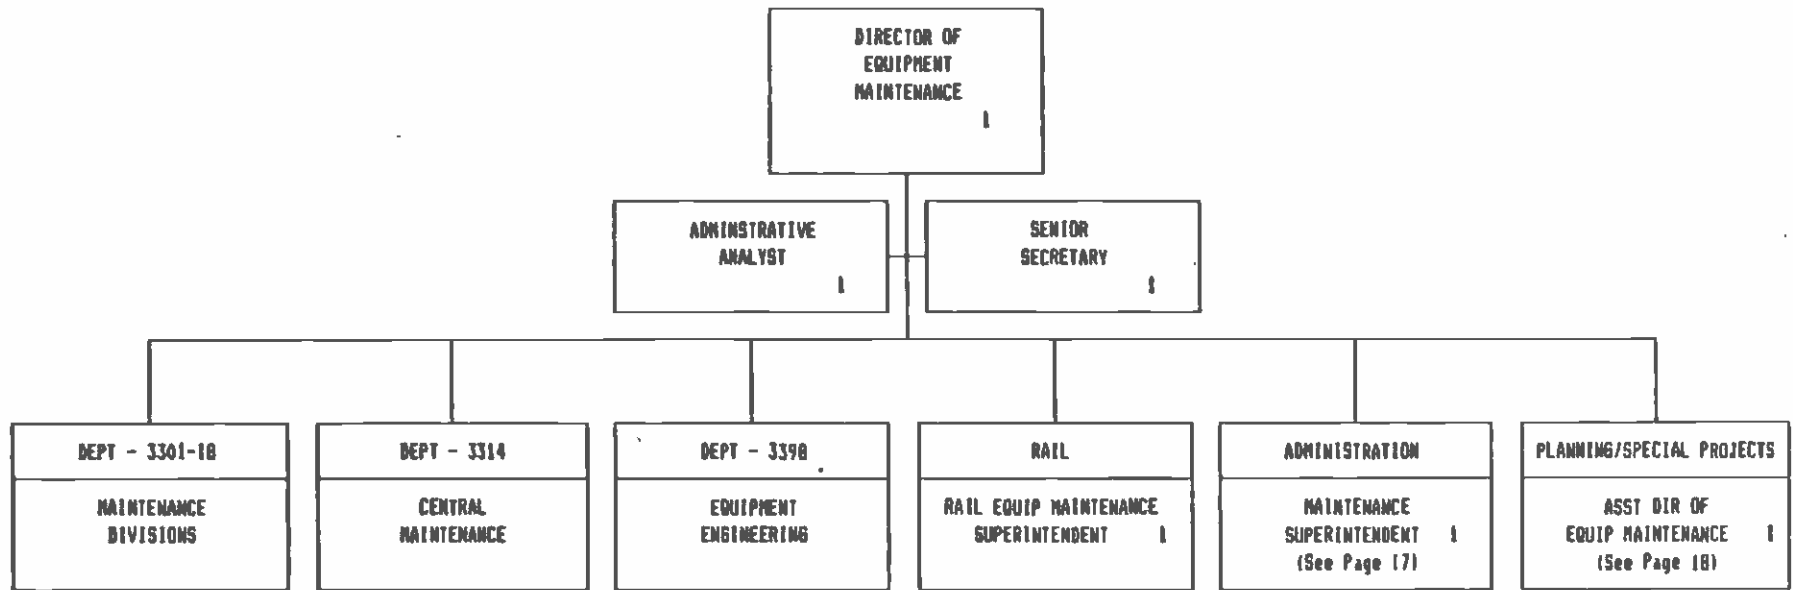 DIRECTOR OF
EQUIPMENT
MAINTENANCE
1
ADMINSTRATIVE
ANALYST
1
SENIOR
SECRETARY
1
DEPT - 3301-18
MAINTENANCE
DIVISIONS
DEPT - 3314
CENTRAL
MAINTENANCE
DEPT - 3398
EQUIPMENT
ENGINEERING
RAIL
RAIL EQUIP MAINTENANCE
SUPERINTENDENT 1
ADMINISTRATION
MAINTENANCE
SUPERINTENDENT 1
(See Page 17)
PLANNING/SPECIAL PROJECTS
ASST DIR OF
EQUIP MAINTENANCE 1
(See Page 18)